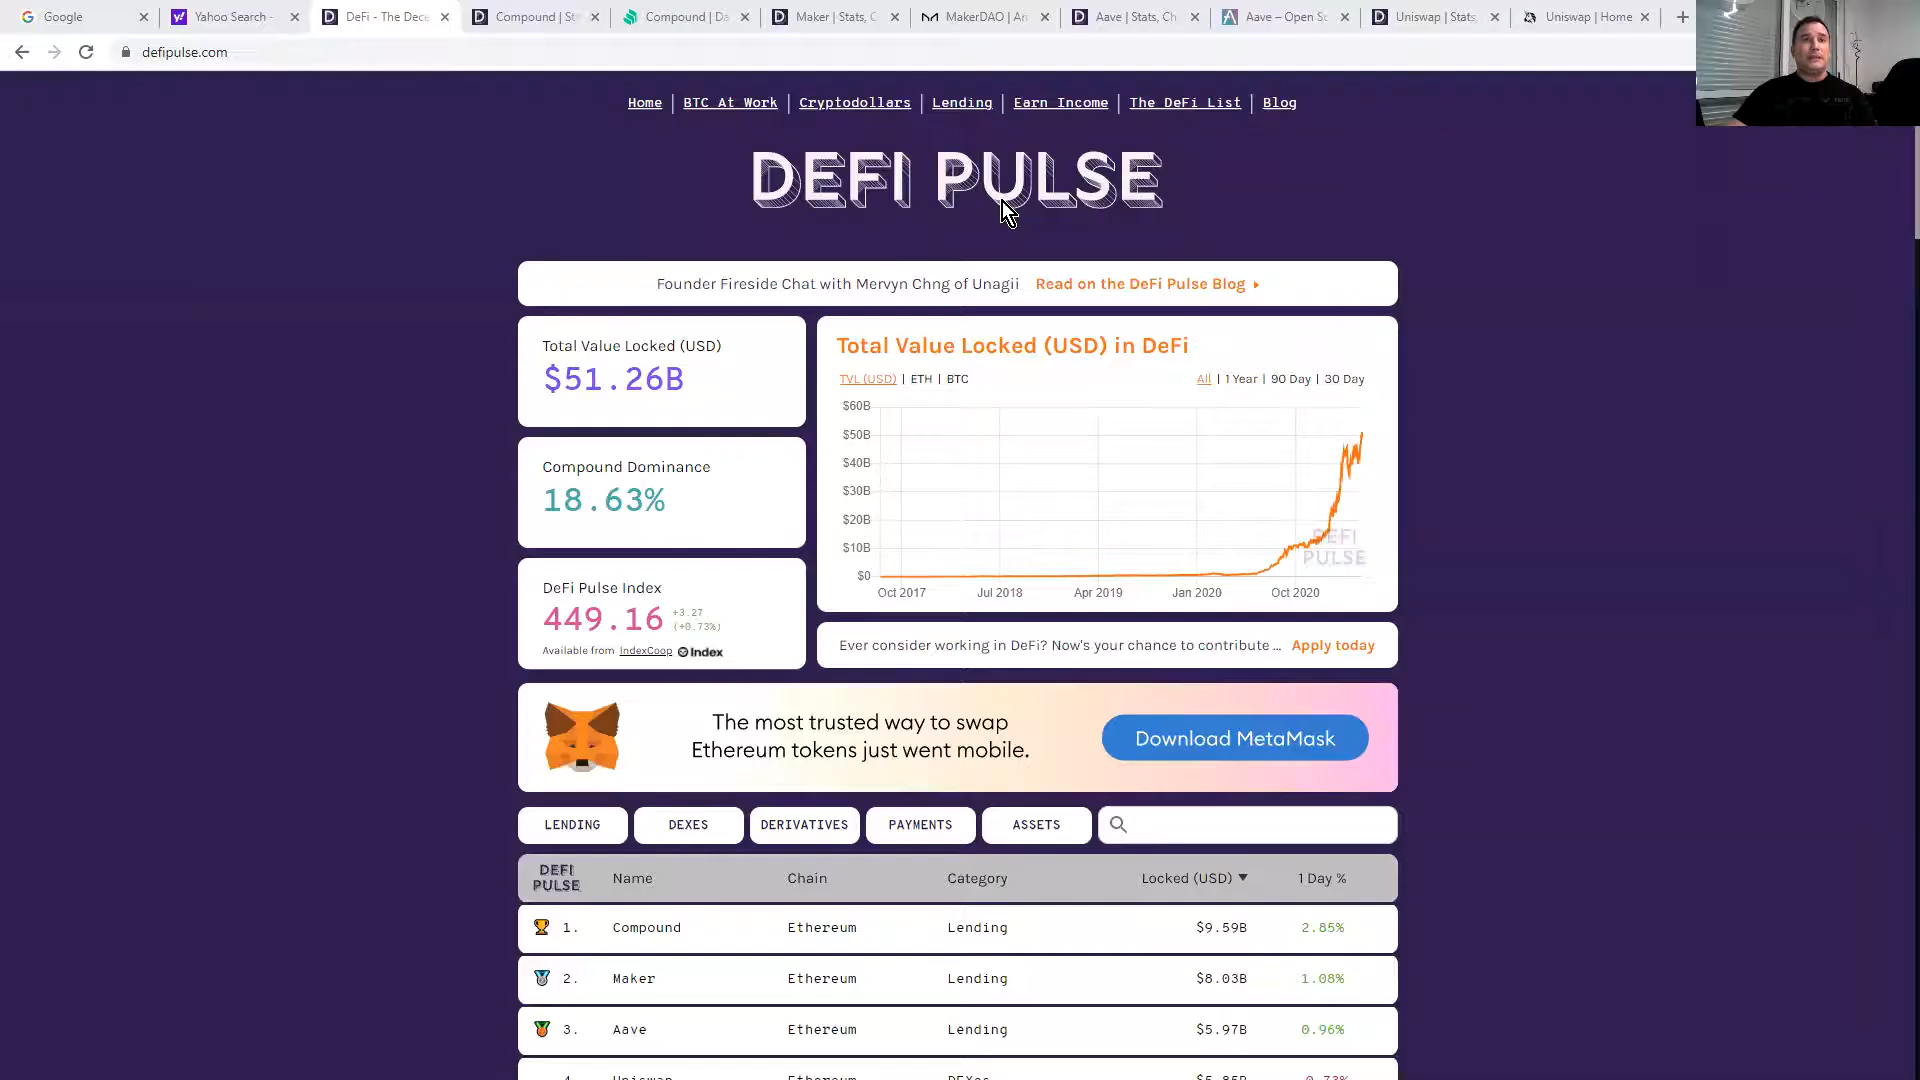 Google
Yahoo Search -
DeFi - The Dece
Compound | St
Compound | Da
Maker | Stats, C
MakerDAO | An
Aave | Stats, Ch
Aave – Open So
Uniswap | Stats,
Uniswap | Home
defipulse.com
Home | BTC At Work | Cryptodollars | Lending | Earn Income | The DeFi List | Blog
DEFI PULSE
Founder Fireside Chat with Mervyn Chng of Unagii Read on the DeFi Pulse Blog
Total Value Locked (USD)
$51.26B
Compound Dominance
18.63%
DeFi Pulse Index
449.16 +3.27 (+0.73%)
Available from IndexCoop Index
Total Value Locked (USD) in DeFi
TVL (USD) | ETH | BTC
All | 1 Year | 90 Day | 30 Day
$60B
$50B
$40B
$30B
$20B
$10B
$0
DEFI
PULSE
Oct 2017 Jul 2018 Apr 2019 Jan 2020 Oct 2020
Ever consider working in DeFi? Now's your chance to contribute ... Apply today
The most trusted way to swap
Ethereum tokens just went mobile.
Download MetaMask
LENDING DEXES DERIVATIVES PAYMENTS ASSETS
DEFI PULSE Name Chain Category Locked (USD) 1 Day %
1. Compound Ethereum Lending $9.59B 2.85%
2. Maker Ethereum Lending $8.03B 1.08%
3. Aave Ethereum Lending $5.97B 0.96%
4. Uniswap Ethereum DEXes